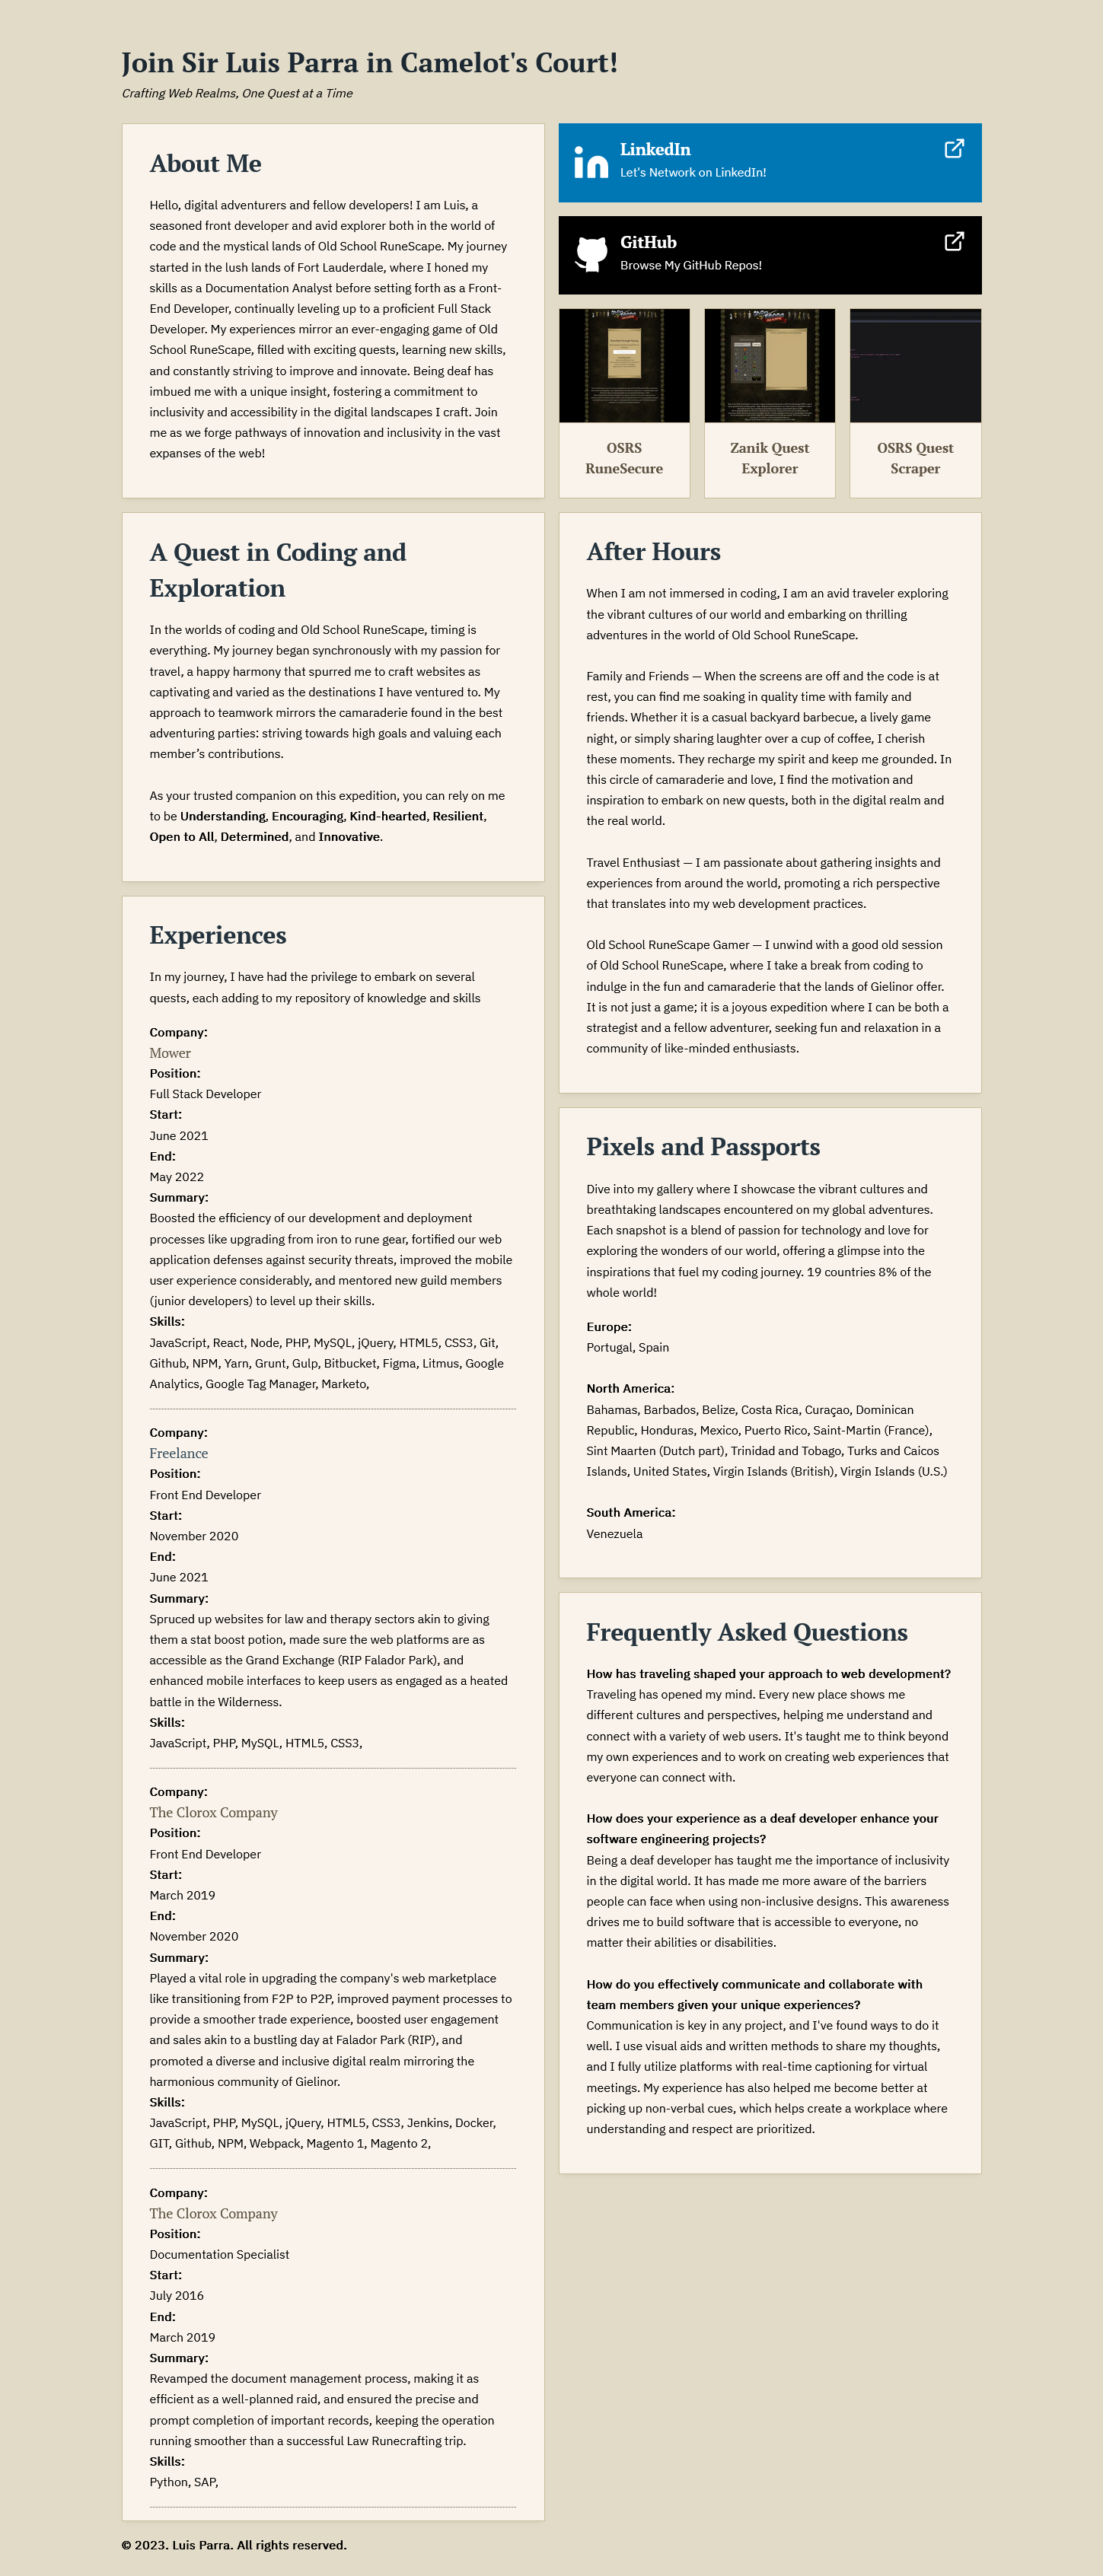 Join Sir Luis Parra in Camelot's Court!
Crafting Web Realms, One Quest at a Time
About Me
Hello, digital adventurers and fellow developers! I am Luis, a
seasoned front developer and avid explorer both in the world of
code and the mystical lands of Old School RuneScape. My journey
started in the lush lands of Fort Lauderdale, where I honed my
skills as a Documentation Analyst before setting forth as a Front-
End Developer, continually leveling up to a proficient Full Stack
Developer. My experiences mirror an ever-engaging game of Old
School RuneScape, filled with exciting quests, learning new skills,
and constantly striving to improve and innovate. Being deaf has
imbued me with a unique insight, fostering a commitment to
inclusivity and accessibility in the digital landscapes I craft. Join
me as we forge pathways of innovation and inclusivity in the vast
expanses of the web!
LinkedIn
Let's Network on LinkedIn!
GitHub
Browse My GitHub Repos!
OSRS
RuneSecure
Zanik Quest
Explorer
OSRS Quest
Scraper
A Quest in Coding and
Exploration
In the worlds of coding and Old School RuneScape, timing is
everything. My journey began synchronously with my passion for
travel, a happy harmony that spurred me to craft websites as
captivating and varied as the destinations I have ventured to. My
approach to teamwork mirrors the camaraderie found in the best
adventuring parties: striving towards high goals and valuing each
member’s contributions.
As your trusted companion on this expedition, you can rely on me
to be Understanding, Encouraging, Kind-hearted, Resilient,
Open to All, Determined, and Innovative.
Experiences
In my journey, I have had the privilege to embark on several
quests, each adding to my repository of knowledge and skills
Company:
Mower
Position:
Full Stack Developer
Start:
June 2021
End:
May 2022
Summary:
Boosted the efficiency of our development and deployment
processes like upgrading from iron to rune gear, fortified our web
application defenses against security threats, improved the mobile
user experience considerably, and mentored new guild members
(junior developers) to level up their skills.
Skills:
JavaScript, React, Node, PHP, MySQL, jQuery, HTML5, CSS3, Git,
Github, NPM, Yarn, Grunt, Gulp, Bitbucket, Figma, Litmus, Google
Analytics, Google Tag Manager, Marketo,
Company:
Freelance
Position:
Front End Developer
Start:
November 2020
End:
June 2021
Summary:
Spruced up websites for law and therapy sectors akin to giving
them a stat boost potion, made sure the web platforms are as
accessible as the Grand Exchange (RIP Falador Park), and
enhanced mobile interfaces to keep users as engaged as a heated
battle in the Wilderness.
Skills:
JavaScript, PHP, MySQL, HTML5, CSS3,
Company:
The Clorox Company
Position:
Front End Developer
Start:
March 2019
End:
November 2020
Summary:
Played a vital role in upgrading the company's web marketplace
like transitioning from F2P to P2P, improved payment processes to
provide a smoother trade experience, boosted user engagement
and sales akin to a bustling day at Falador Park (RIP), and
promoted a diverse and inclusive digital realm mirroring the
harmonious community of Gielinor.
Skills:
JavaScript, PHP, MySQL, jQuery, HTML5, CSS3, Jenkins, Docker,
GIT, Github, NPM, Webpack, Magento 1, Magento 2,
Company:
The Clorox Company
Position:
Documentation Specialist
Start:
July 2016
End:
March 2019
Summary:
Revamped the document management process, making it as
efficient as a well-planned raid, and ensured the precise and
prompt completion of important records, keeping the operation
running smoother than a successful Law Runecrafting trip.
Skills:
Python, SAP,
After Hours
When I am not immersed in coding, I am an avid traveler exploring
the vibrant cultures of our world and embarking on thrilling
adventures in the world of Old School RuneScape.
Family and Friends — When the screens are off and the code is at
rest, you can find me soaking in quality time with family and
friends. Whether it is a casual backyard barbecue, a lively game
night, or simply sharing laughter over a cup of coffee, I cherish
these moments. They recharge my spirit and keep me grounded. In
this circle of camaraderie and love, I find the motivation and
inspiration to embark on new quests, both in the digital realm and
the real world.
Travel Enthusiast — I am passionate about gathering insights and
experiences from around the world, promoting a rich perspective
that translates into my web development practices.
Old School RuneScape Gamer — I unwind with a good old session
of Old School RuneScape, where I take a break from coding to
indulge in the fun and camaraderie that the lands of Gielinor offer.
It is not just a game; it is a joyous expedition where I can be both a
strategist and a fellow adventurer, seeking fun and relaxation in a
community of like-minded enthusiasts.
Pixels and Passports
Dive into my gallery where I showcase the vibrant cultures and
breathtaking landscapes encountered on my global adventures.
Each snapshot is a blend of passion for technology and love for
exploring the wonders of our world, offering a glimpse into the
inspirations that fuel my coding journey. 19 countries 8% of the
whole world!
Europe:
Portugal, Spain
North America:
Bahamas, Barbados, Belize, Costa Rica, Curaçao, Dominican
Republic, Honduras, Mexico, Puerto Rico, Saint-Martin (France),
Sint Maarten (Dutch part), Trinidad and Tobago, Turks and Caicos
Islands, United States, Virgin Islands (British), Virgin Islands (U.S.)
South America:
Venezuela
Frequently Asked Questions
How has traveling shaped your approach to web development?
Traveling has opened my mind. Every new place shows me
different cultures and perspectives, helping me understand and
connect with a variety of web users. It's taught me to think beyond
my own experiences and to work on creating web experiences that
everyone can connect with.
How does your experience as a deaf developer enhance your
software engineering projects?
Being a deaf developer has taught me the importance of inclusivity
in the digital world. It has made me more aware of the barriers
people can face when using non-inclusive designs. This awareness
drives me to build software that is accessible to everyone, no
matter their abilities or disabilities.
How do you effectively communicate and collaborate with
team members given your unique experiences?
Communication is key in any project, and I've found ways to do it
well. I use visual aids and written methods to share my thoughts,
and I fully utilize platforms with real-time captioning for virtual
meetings. My experience has also helped me become better at
picking up non-verbal cues, which helps create a workplace where
understanding and respect are prioritized.
© 2023. Luis Parra. All rights reserved.